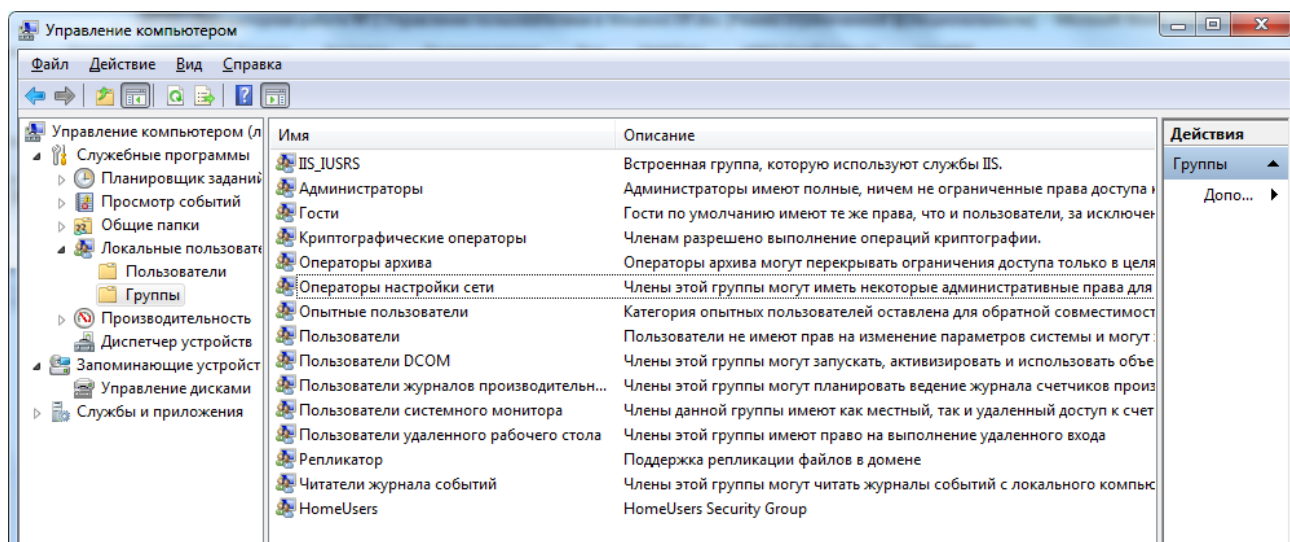 Управление компьютером
Файл Действие Вид Справка
Управление компьютером (л
Служебные программы
Планировщик заданий
Просмотр событий
Общие папки
Локальные пользовате
Пользователи
Группы
Производительность
Диспетчер устройств
Запоминающие устройст
Управление дисками
Службы и приложения
Имя Описание
IIS_IUSRS Встроенная группа, которую используют службы IIS.
Администраторы Администраторы имеют полные, ничем не ограниченные права доступа к
Гости Гости по умолчанию имеют те же права, что и пользователи, за исключен
Криптографические операторы Членам разрешено выполнение операций криптографии.
Операторы архива Операторы архива могут перекрывать ограничения доступа только в целя
Операторы настройки сети Члены этой группы могут иметь некоторые административные права для
Опытные пользователи Категория опытных пользователей оставлена для обратной совместимост
Пользователи Пользователи не имеют прав на изменение параметров системы и могут
Пользователи DCOM Члены этой группы могут запускать, активизировать и использовать объе
Пользователи журналов производительн... Члены этой группы могут планировать ведение журнала счетчиков произ
Пользователи системного монитора Члены данной группы имеют как местный, так и удаленный доступ к счет
Пользователи удаленного рабочего стола Члены этой группы имеют право на выполнение удаленного входа
Репликатор Поддержка репликации файлов в домене
Читатели журнала событий Члены этой группы могут читать журналы событий с локального компьк
HomeUsers HomeUsers Security Group
Действия
Группы
Допо...